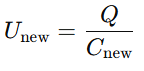 U_new = Q / C_new